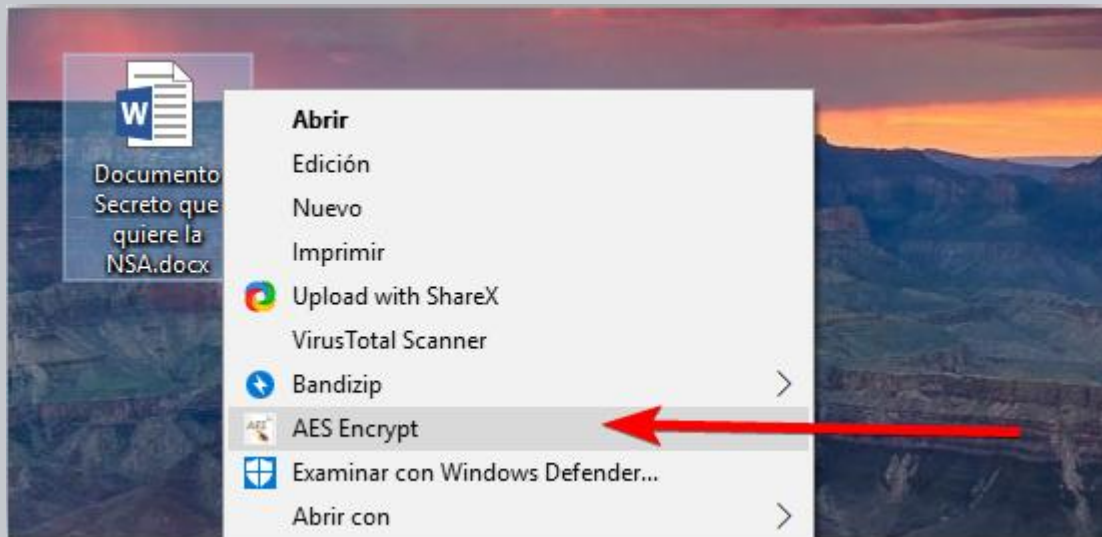 Documento
Secreto que
quiere la
NSA.docx
Abrir
Edición
Nuevo
Imprimir
Upload with ShareX
VirusTotal Scanner
Bandizip
AES Encrypt
Examinar con Windows Defender...
Abrir con